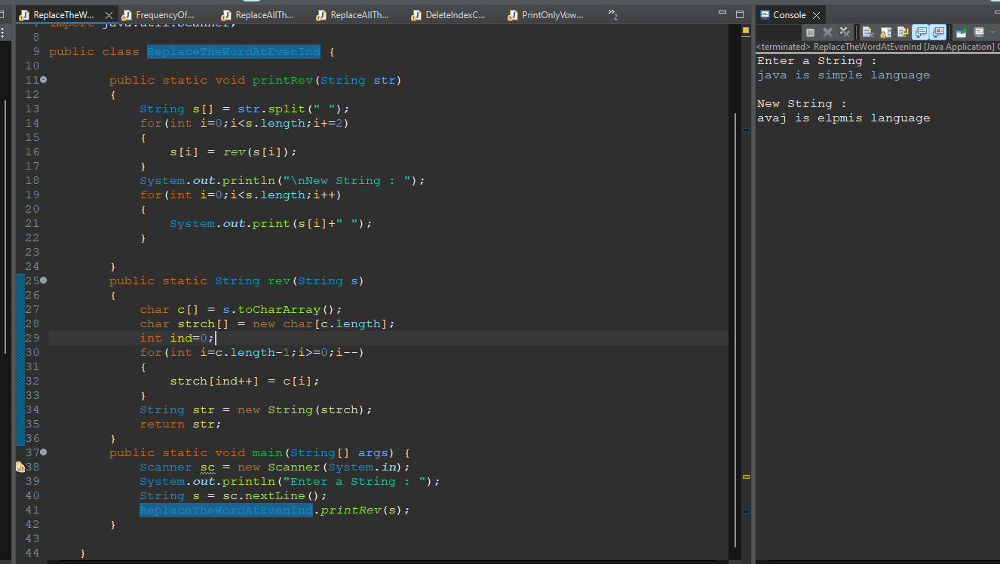 ReplaceTheW... FrequencyOf... ReplaceAllTh... ReplaceAllTh... DeleteIndexC... PrintOnlyVow... »2
7 import java.util.Scanner;
8
9 public class ReplaceTheWordAtEvenInd {
10
11 public static void printRev(String str)
12 {
13 String s[] = str.split(" ");
14 for(int i=0;i<s.length;i+=2)
15 {
16 s[i] = rev(s[i]);
17 }
18 System.out.println("\nNew String : ");
19 for(int i=0;i<s.length;i++)
20 {
21 System.out.print(s[i]+" ");
22 }
23
24 }
25 public static String rev(String s)
26 {
27 char c[] = s.toCharArray();
28 char strch[] = new char[c.length];
29 int ind=0;
30 for(int i=c.length-1;i>=0;i--)
31 {
32 strch[ind++] = c[i];
33 }
34 String str = new String(strch);
35 return str;
36 }
37 public static void main(String[] args) {
38 Scanner sc = new Scanner(System.in);
39 System.out.println("Enter a String : ");
40 String s = sc.nextLine();
41 ReplaceTheWordAtEvenInd.printRev(s);
42 }
43
44 }
Console
<terminated> ReplaceTheWordAtEvenInd [Java Application]
Enter a String :
java is simple language

New String :
avaj is elpmis language